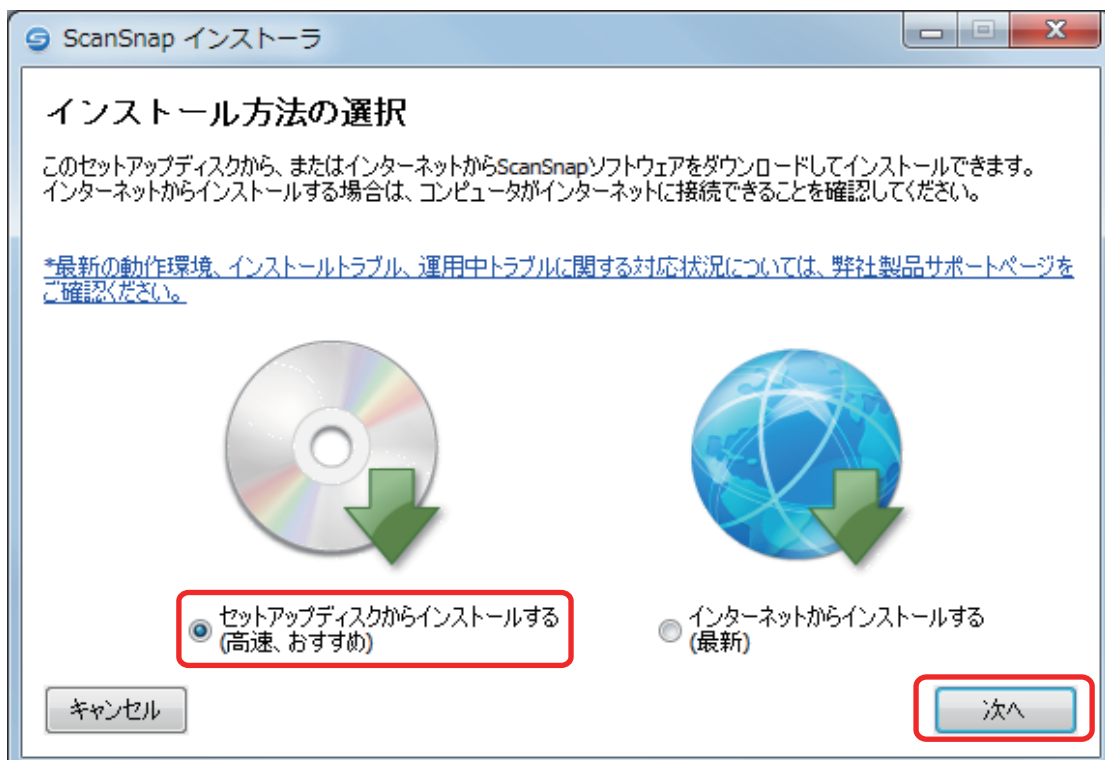 ScanSnap インストーラ
インストール方法の選択
このセットアップディスクから、またはインターネットからScanSnapソフトウェアをダウンロードしてインストールできます。
インターネットからインストールする場合は、コンピュータがインターネットに接続できることを確認してください。
*最新の動作環境、インストールトラブル、運用中トラブルに関する対応状況については、弊社製品サポートページを
ご確認ください。
セットアップディスクからインストールする
(高速、おすすめ)
インターネットからインストールする
(最新)
キャンセル
次へ